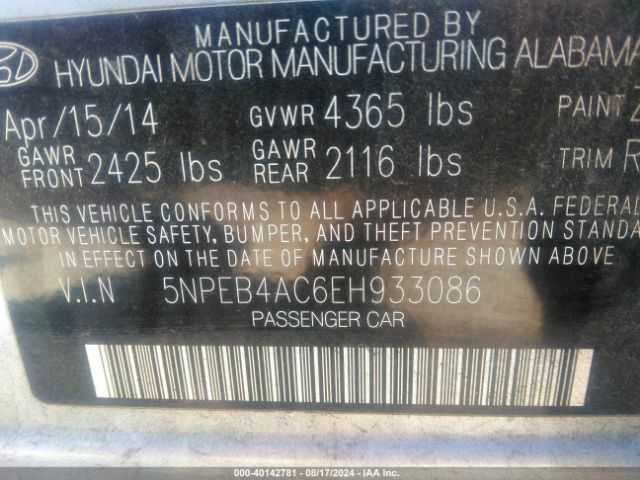 MANUFACTURED BY
HYUNDAI MOTOR MANUFACTURING ALABAMA
Apr/15/14 GVWR 4365 lbs PAINT
GAWR FRONT 2425 lbs GAWR REAR 2116 lbs TRIM R
THIS VEHICLE CONFORMS TO ALL APPLICABLE U.S.A. FEDERAL
MOTOR VEHICLE SAFETY, BUMPER, AND THEFT PREVENTION STANDA
IN EFFECT ON THE DATE OF MANUFACTURE SHOWN ABOVE
V.I.N 5NPEB4AC6EH933086
PASSENGER CAR
000-40142781 - 08/17/2024 - IAA Inc.